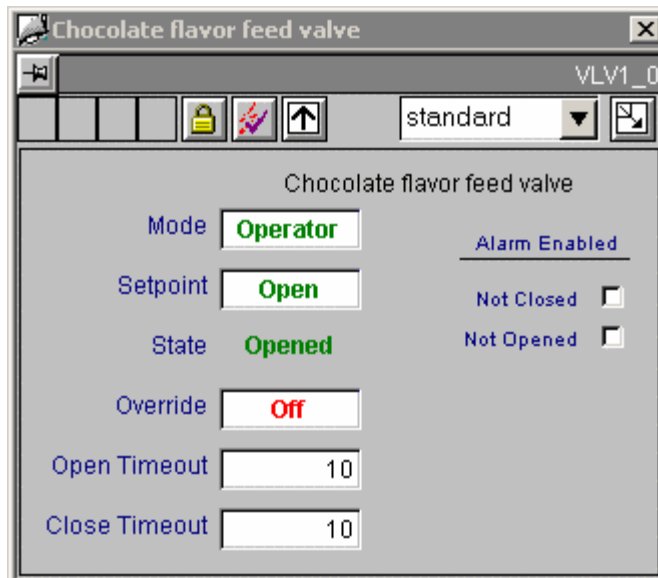 Chocolate flavor feed valve
VLV1_0
standard
Chocolate flavor feed valve
Mode Operator
Alarm Enabled
Setpoint Open
Not Closed
State Opened
Not Opened
Override Off
Open Timeout 10
Close Timeout 10